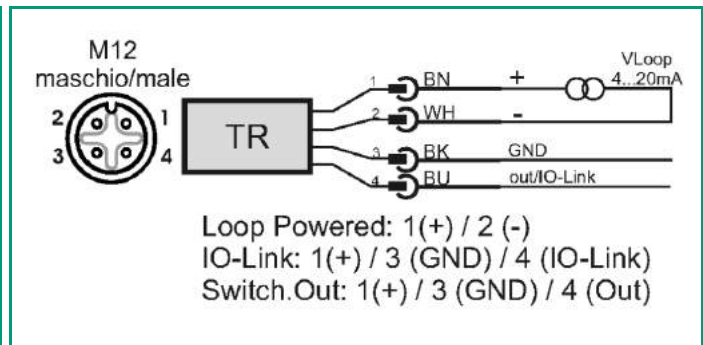 M12
maschio/male
2 1
3 4
TR
1 BN + VLoop
4...20mA
2 WH -
3 BK GND
4 BU out/IO-Link
Loop Powered: 1(+) / 2 (-)
IO-Link: 1(+) / 3 (GND) / 4 (IO-Link)
Switch.Out: 1(+) / 3 (GND) / 4 (Out)